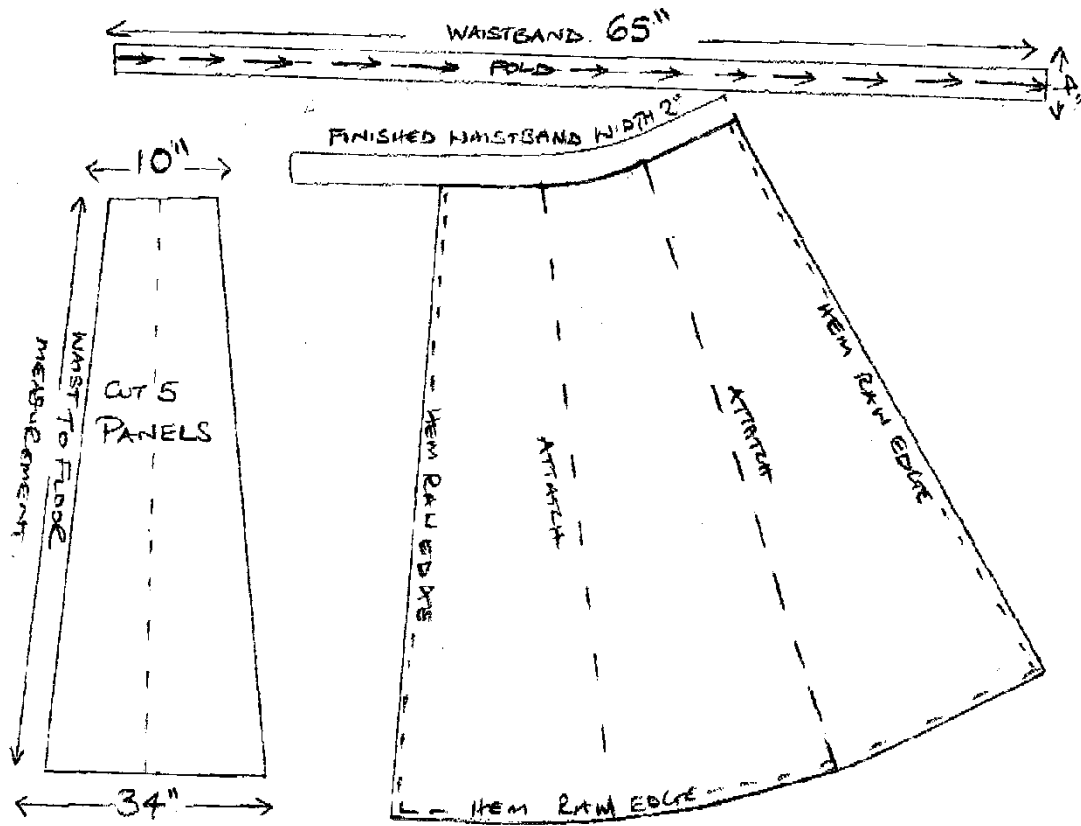 WAISTBAND. 65"
FOLD
4"
FINISHED WAISTBAND WIDTH 2"
10"
WAIST TO FLOOR
MEASUREMENT.
CUT 5
PANELS
34"
HEM RAW EDGE
ATTATCH
ATTATCH
HEM RAW EDGE
HEM RAW EDGE